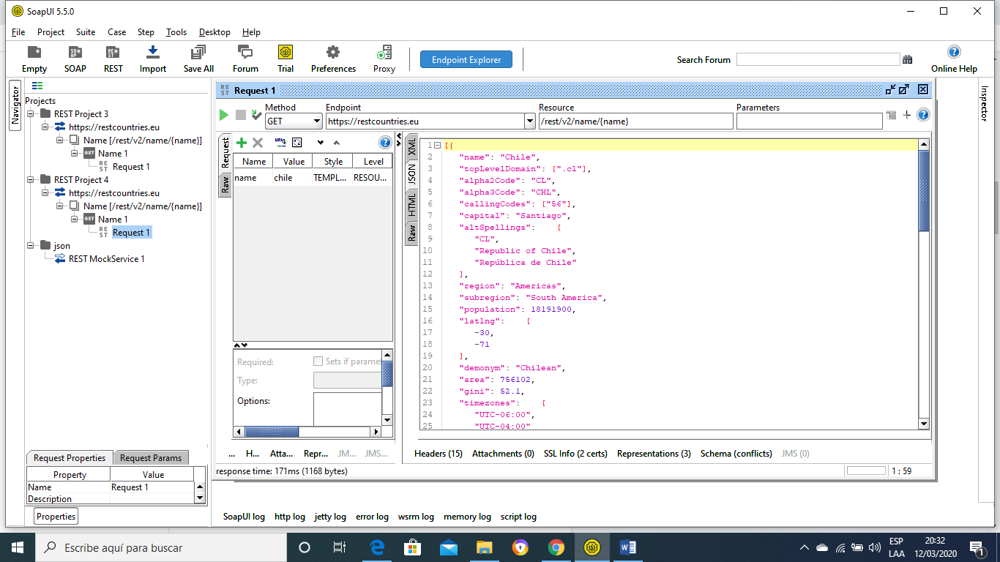 SoapUI 5.5.0
File Project Suite Case Step Tools Desktop Help
Empty SOAP REST Import Save All Forum Trial Preferences Proxy Endpoint Explorer Search Forum Online Help
Navigator
Projects
REST Project 3
https://restcountries.eu
Name [/rest/v2/name/{name}]
GET Name 1
REST Request 1
REST Project 4
https://restcountries.eu
Name [/rest/v2/name/{name}]
GET Name 1
REST Request 1
json
REST MockService 1
Request Properties Request Params
Property Value
Name Request 1
Description
Properties
REST Request 1
Method Endpoint Resource Parameters
GET https://restcountries.eu /rest/v2/name/{name}
Request
Raw
Name Value Style Level
name chile TEMPL... RESOU...
Required: Sets if parame
Type:
Options:
... H... Atta... Repr... JM... JMS...
XML
JSON
HTML
Raw
1 [{
2 "name": "Chile",
3 "topLevelDomain": [".cl"],
4 "alpha2Code": "CL",
5 "alpha3Code": "CHL",
6 "callingCodes": ["56"],
7 "capital": "Santiago",
8 "altSpellings": [
9 "CL",
10 "Republic of Chile",
11 "República de Chile"
12 ],
13 "region": "Americas",
14 "subregion": "South America",
15 "population": 18191900,
16 "latlng": [
17 -30,
18 -71
19 ],
20 "demonym": "Chilean",
21 "area": 756102,
22 "gini": 52.1,
23 "timezones": [
24 "UTC-06:00",
25 "UTC-04:00"
Headers (15) Attachments (0) SSL Info (2 certs) Representations (3) Schema (conflicts) JMS (0)
response time: 171ms (1168 bytes) 1 : 59
Inspector
SoapUI log http log jetty log error log wsrm log memory log script log
Escribe aquí para buscar
ESP
LAA
20:32
12/03/2020
1